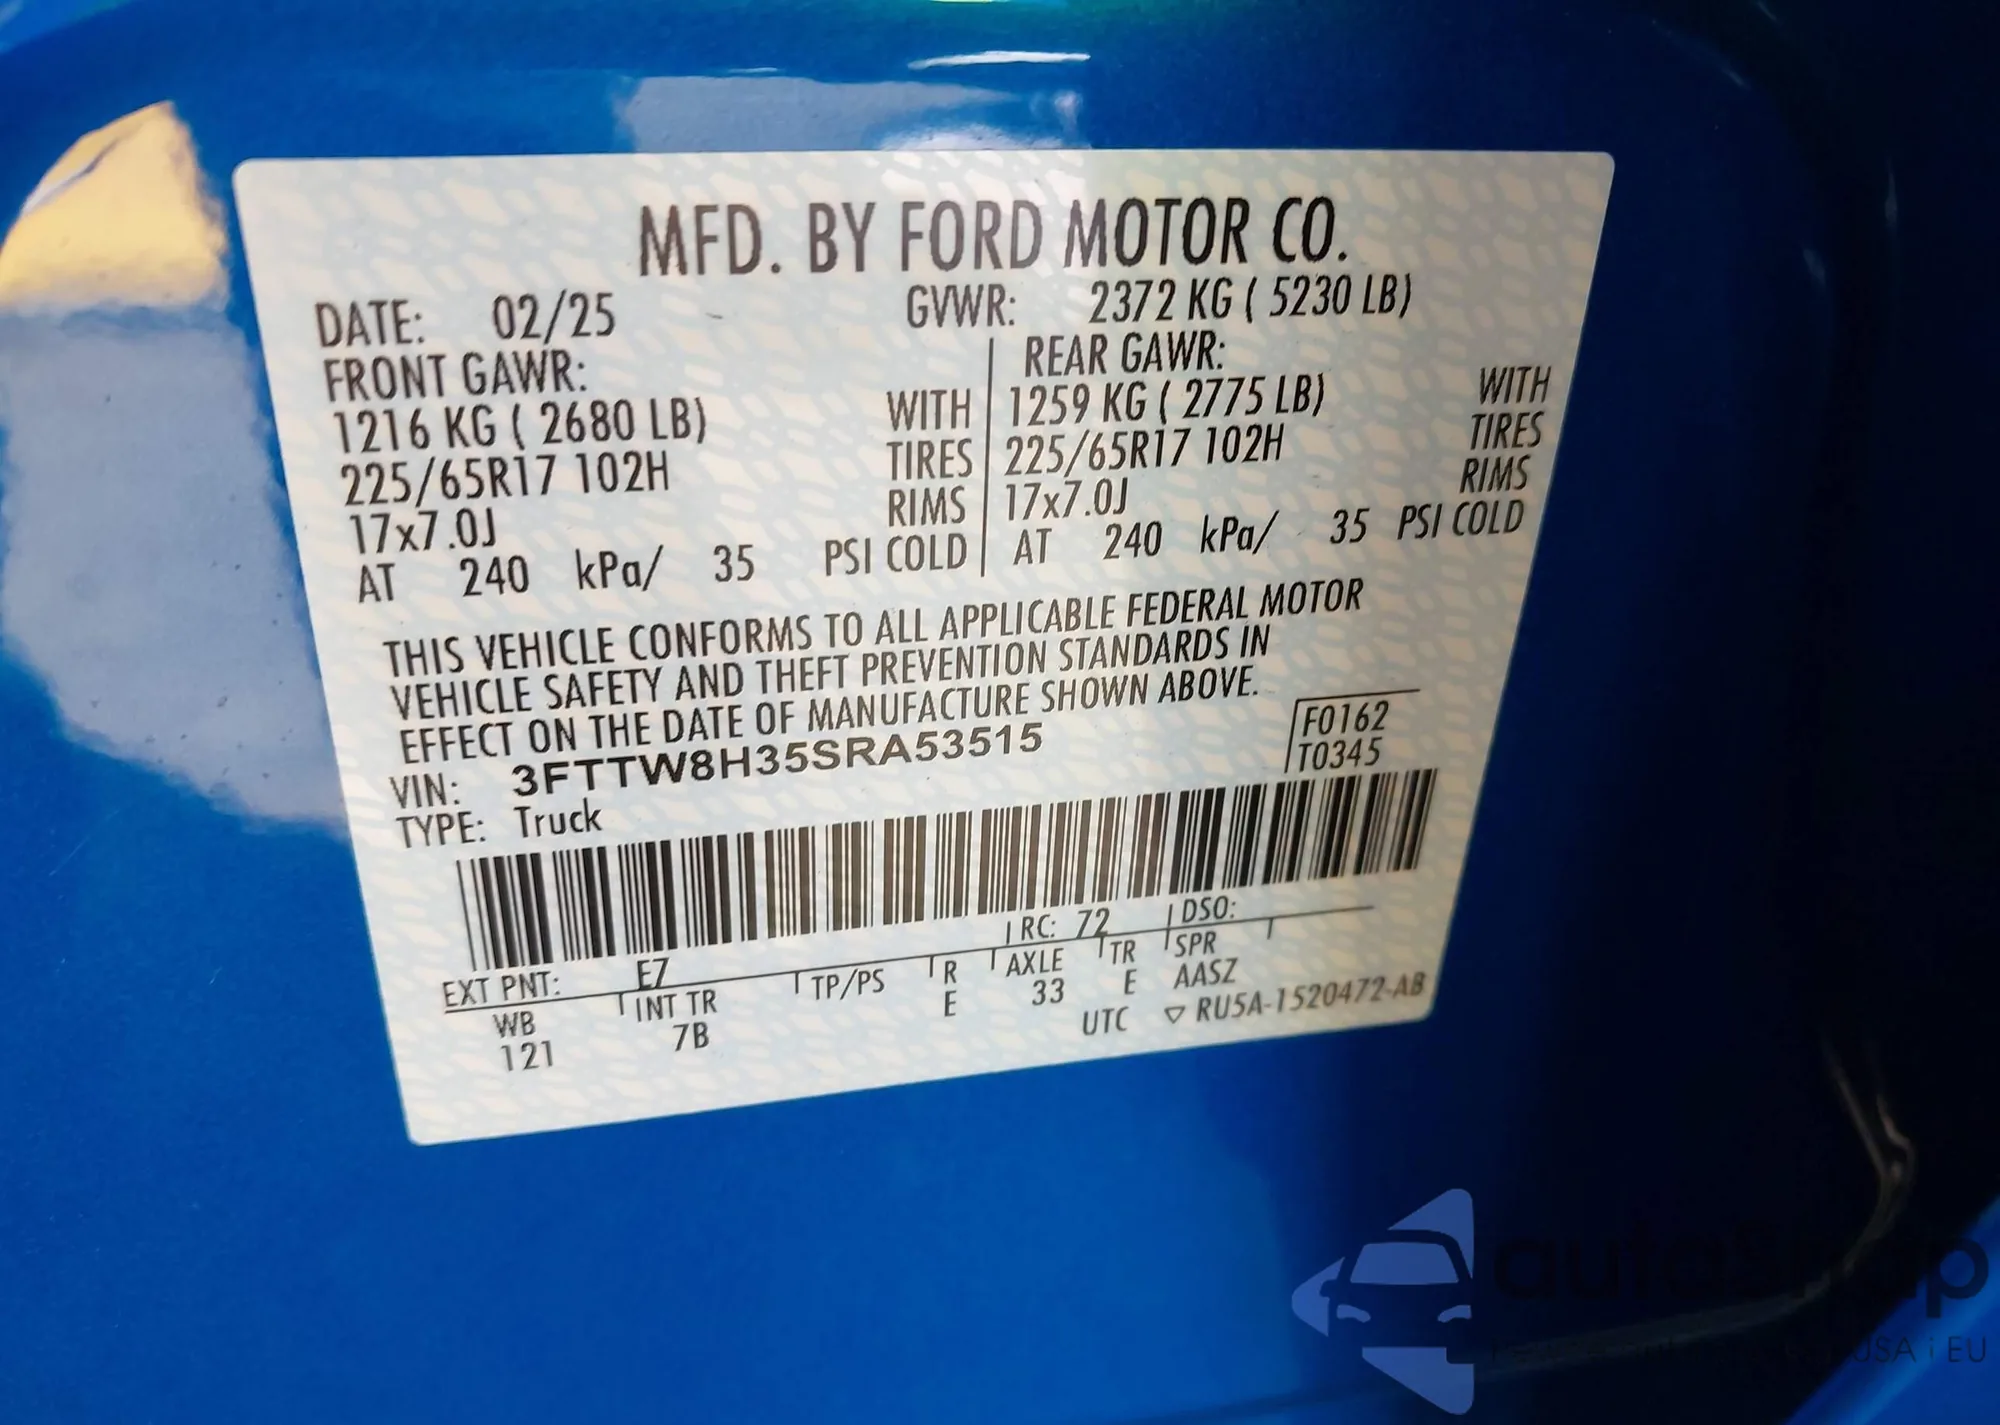 MFD. BY FORD MOTOR CO.
DATE: 02/25 GVWR: 2372 KG ( 5230 LB)
FRONT GAWR: REAR GAWR:
1216 KG ( 2680 LB) WITH 1259 KG ( 2775 LB) WITH
225/65R17 102H TIRES 225/65R17 102H TIRES
17x7.0J RIMS 17x7.0J RIMS
AT 240 kPa/ 35 PSI COLD AT 240 kPa/ 35 PSI COLD
THIS VEHICLE CONFORMS TO ALL APPLICABLE FEDERAL MOTOR
VEHICLE SAFETY AND THEFT PREVENTION STANDARDS IN
EFFECT ON THE DATE OF MANUFACTURE SHOWN ABOVE.
VIN: 3FTTW8H35SRA53515 F0162
TYPE: Truck T0345
EXT PNT: E7 RC: 72 DSO:
WB INT TR TP/PS R AXLE TR SPR
121 7B E 33 E AASZ
UTC ▽ RU5A-1520472-AB
USA i EU